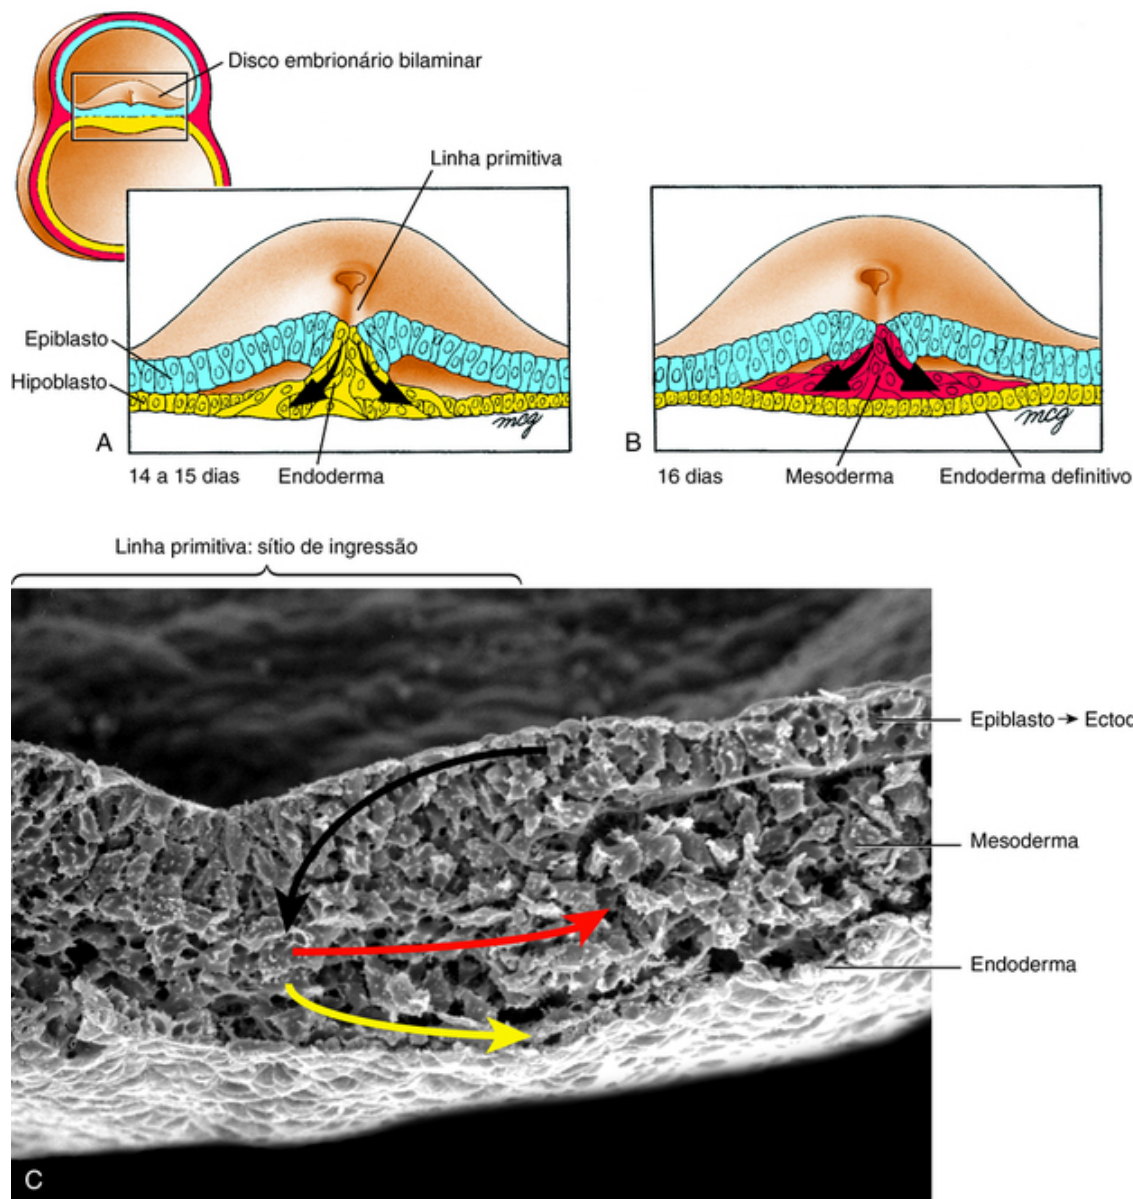 Disco embrionário bilaminar
Linha primitiva
Epiblasto
Hipoblasto
mcg
mcg
A
B
14 a 15 dias
Endoderma
16 dias
Mesoderma
Endoderma definitivo
Linha primitiva: sítio de ingressão
Epiblasto → Ectod
Mesoderma
Endoderma
C